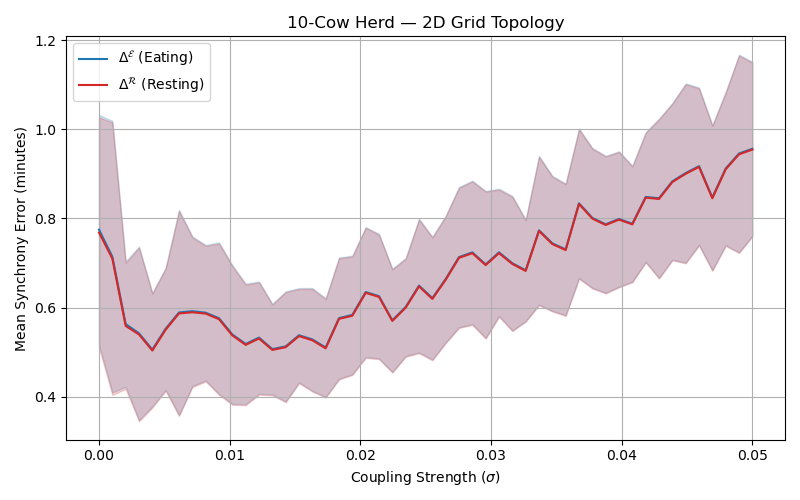 10-Cow Herd — 2D Grid Topology
Δ^ℰ (Eating)
Δ^ℛ (Resting)
Mean Synchrony Error (minutes)
1.2
1.0
0.8
0.6
0.4
0.00 0.01 0.02 0.03 0.04 0.05
Coupling Strength (σ)